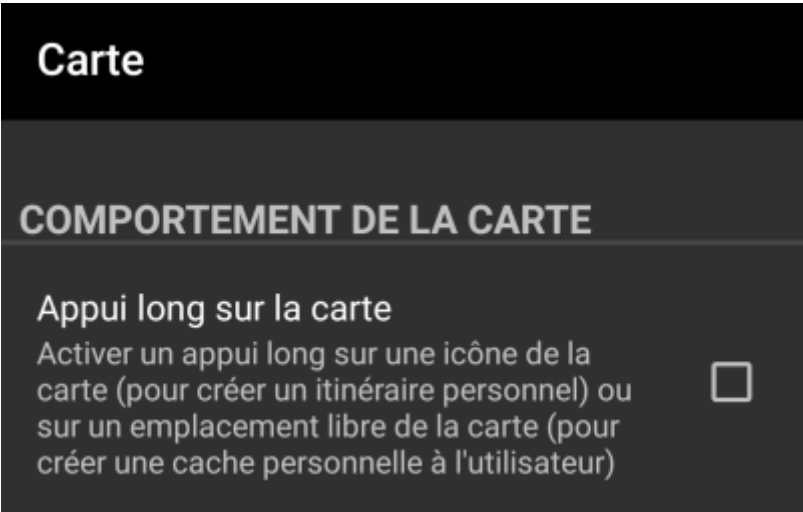 Carte
COMPORTEMENT DE LA CARTE
Appui long sur la carte
Activer un appui long sur une icône de la
carte (pour créer un itinéraire personnel) ou
sur un emplacement libre de la carte (pour
créer une cache personnelle à l'utilisateur)